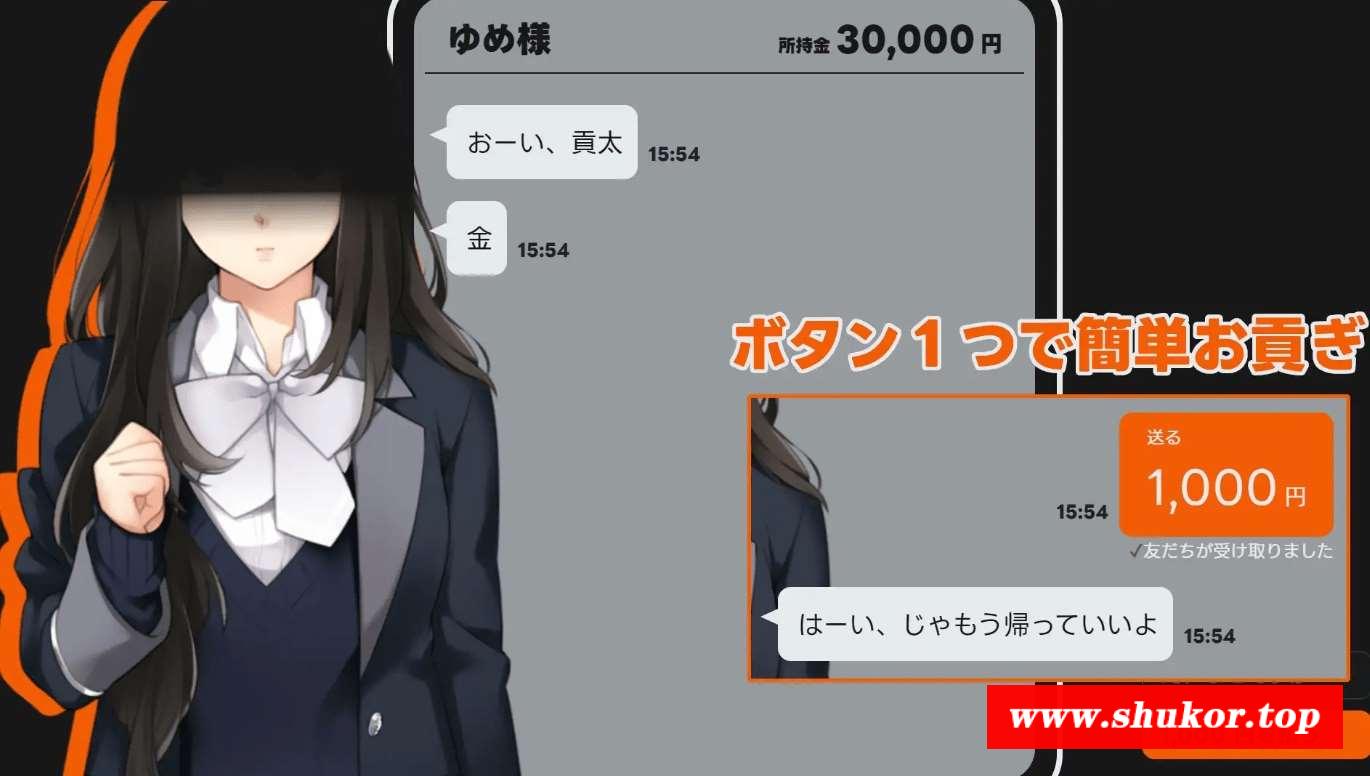 ゆめ様
所持金 30,000 円
おーい、貢太
15:54
金
15:54
ボタン１つで簡単お貢ぎ
送る
1,000 円
15:54
✓友だちが受け取りました
はーい、じゃもう帰っていいよ
15:54
www.shukor.top